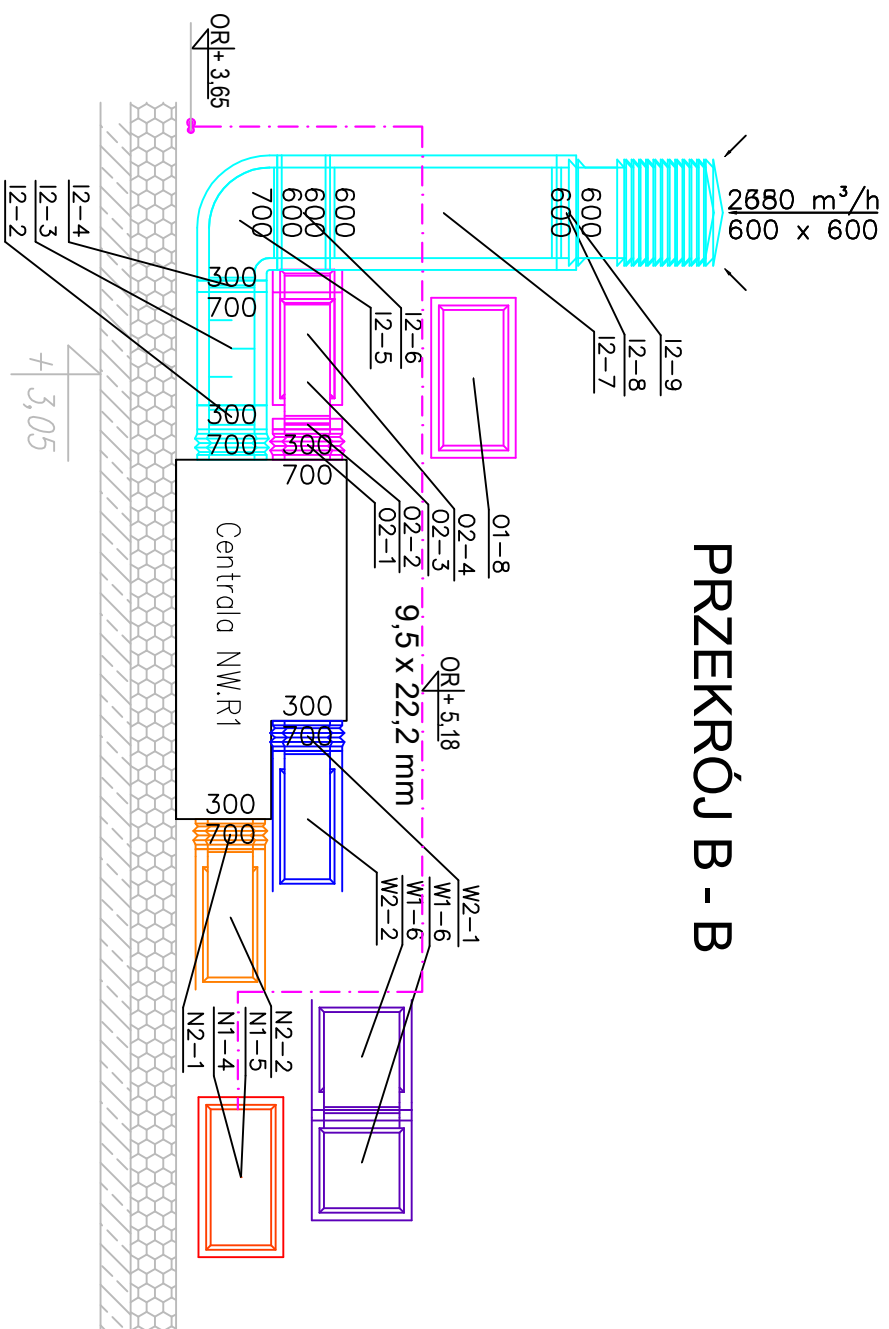 PRZEKRÓJ B - B
OR + 3,65
2680 m³/h
600 x 600
600
600
600
600
600
700
600
300
700
300
700
300
700
300
700
300
700
I2-4
I2-3
I2-2
I2-6
I2-5
I2-9
I2-8
I2-7
O1-8
O2-4
O2-3
O2-2
O2-1
+ 3,05
Centrala NW.R1
9,5 x 22,2 mm
OR + 5,18
W2-1
W1-6
W1-6
W2-2
N2-2
N1-5
N1-4
N2-1